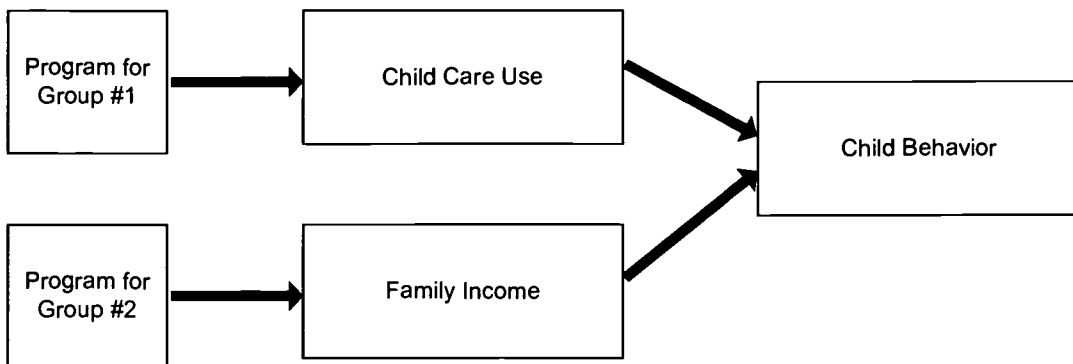 Program for
Group #1
Child Care Use
Child Behavior
Program for
Group #2
Family Income